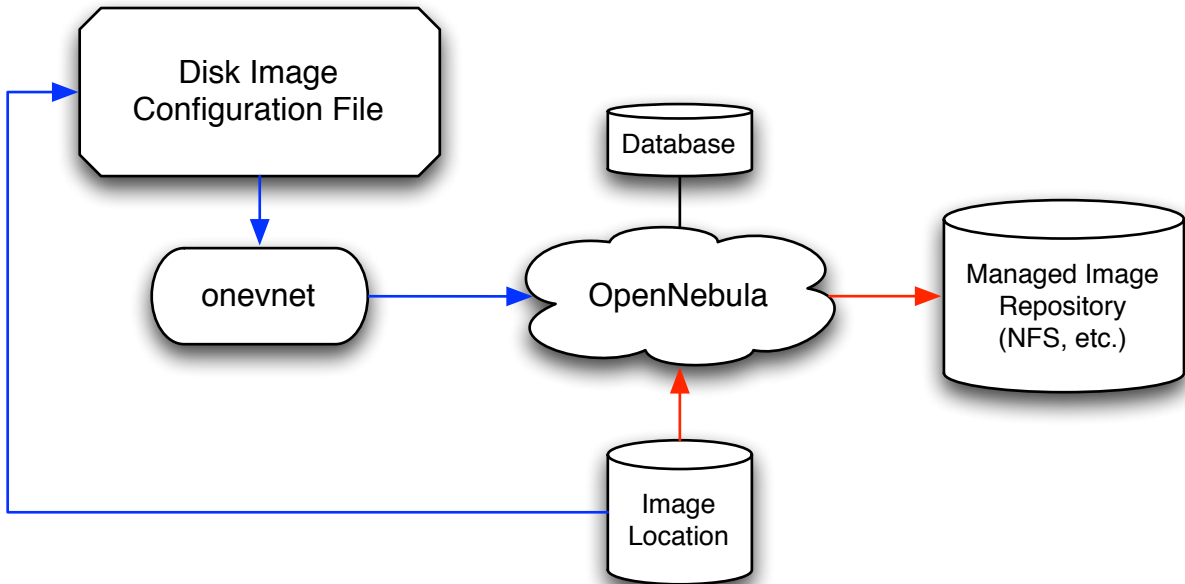 Disk Image
Configuration File
Database
onevnet
OpenNebula
Managed Image
Repository
(NFS, etc.)
Image
Location